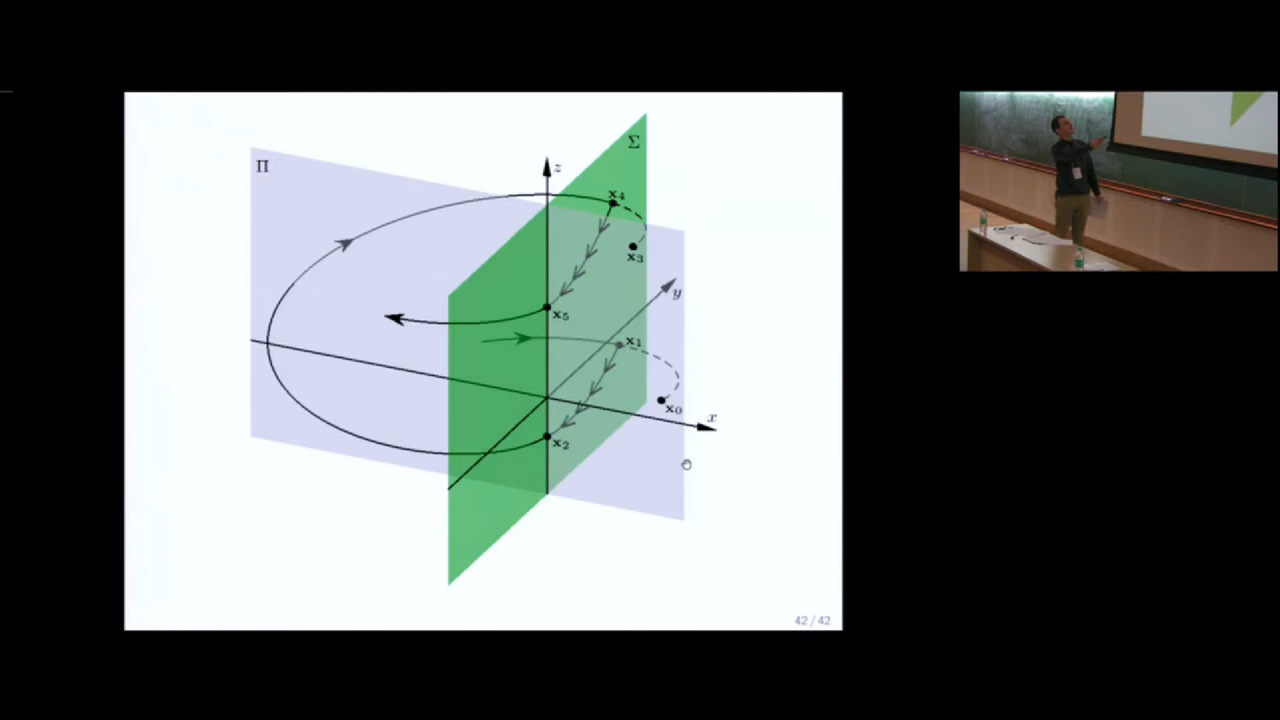 Π
Σ
z
x₄
x₃
y
x₅
x₁
x₀
x
x₂
42 / 42